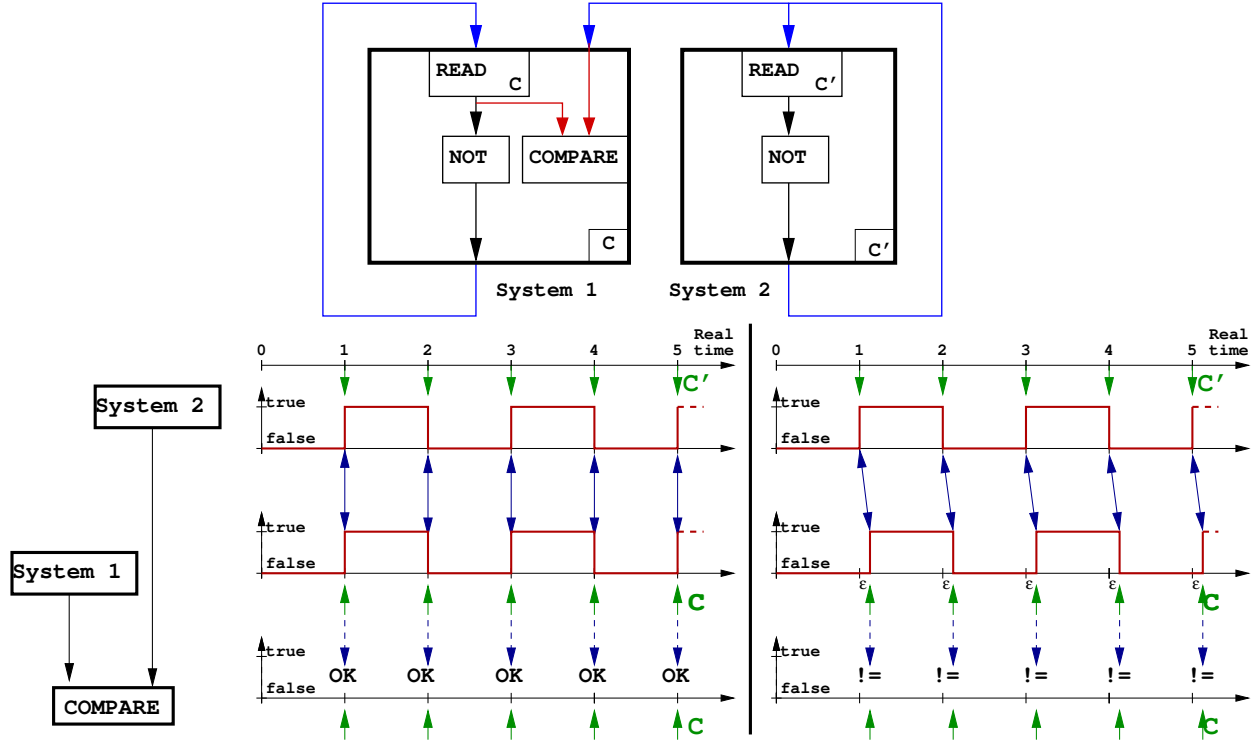 READ
C
READ
C'
NOT
COMPARE
NOT
C
C'
System 1
System 2
Real
time
0 1 2 3 4 5
Real
time
0 1 2 3 4 5
C'
C'
System 2
true
false
true
false
System 1
true
false
true
false
ε ε ε ε ε
C
C
true
OK OK OK OK OK
false
true
!= != != != !=
false
COMPARE
C
C